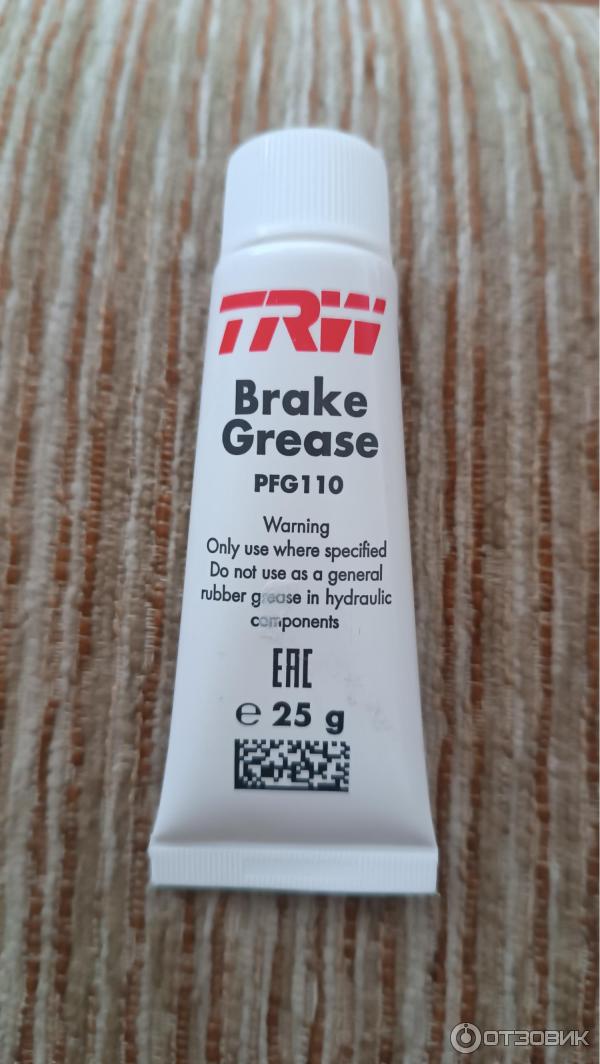 TRW
Brake
Grease
PFG110
Warning
Only use where specified
Do not use as a general
rubber grease in hydraulic
components
EAC
℮ 25 g
ОТЗОВИК